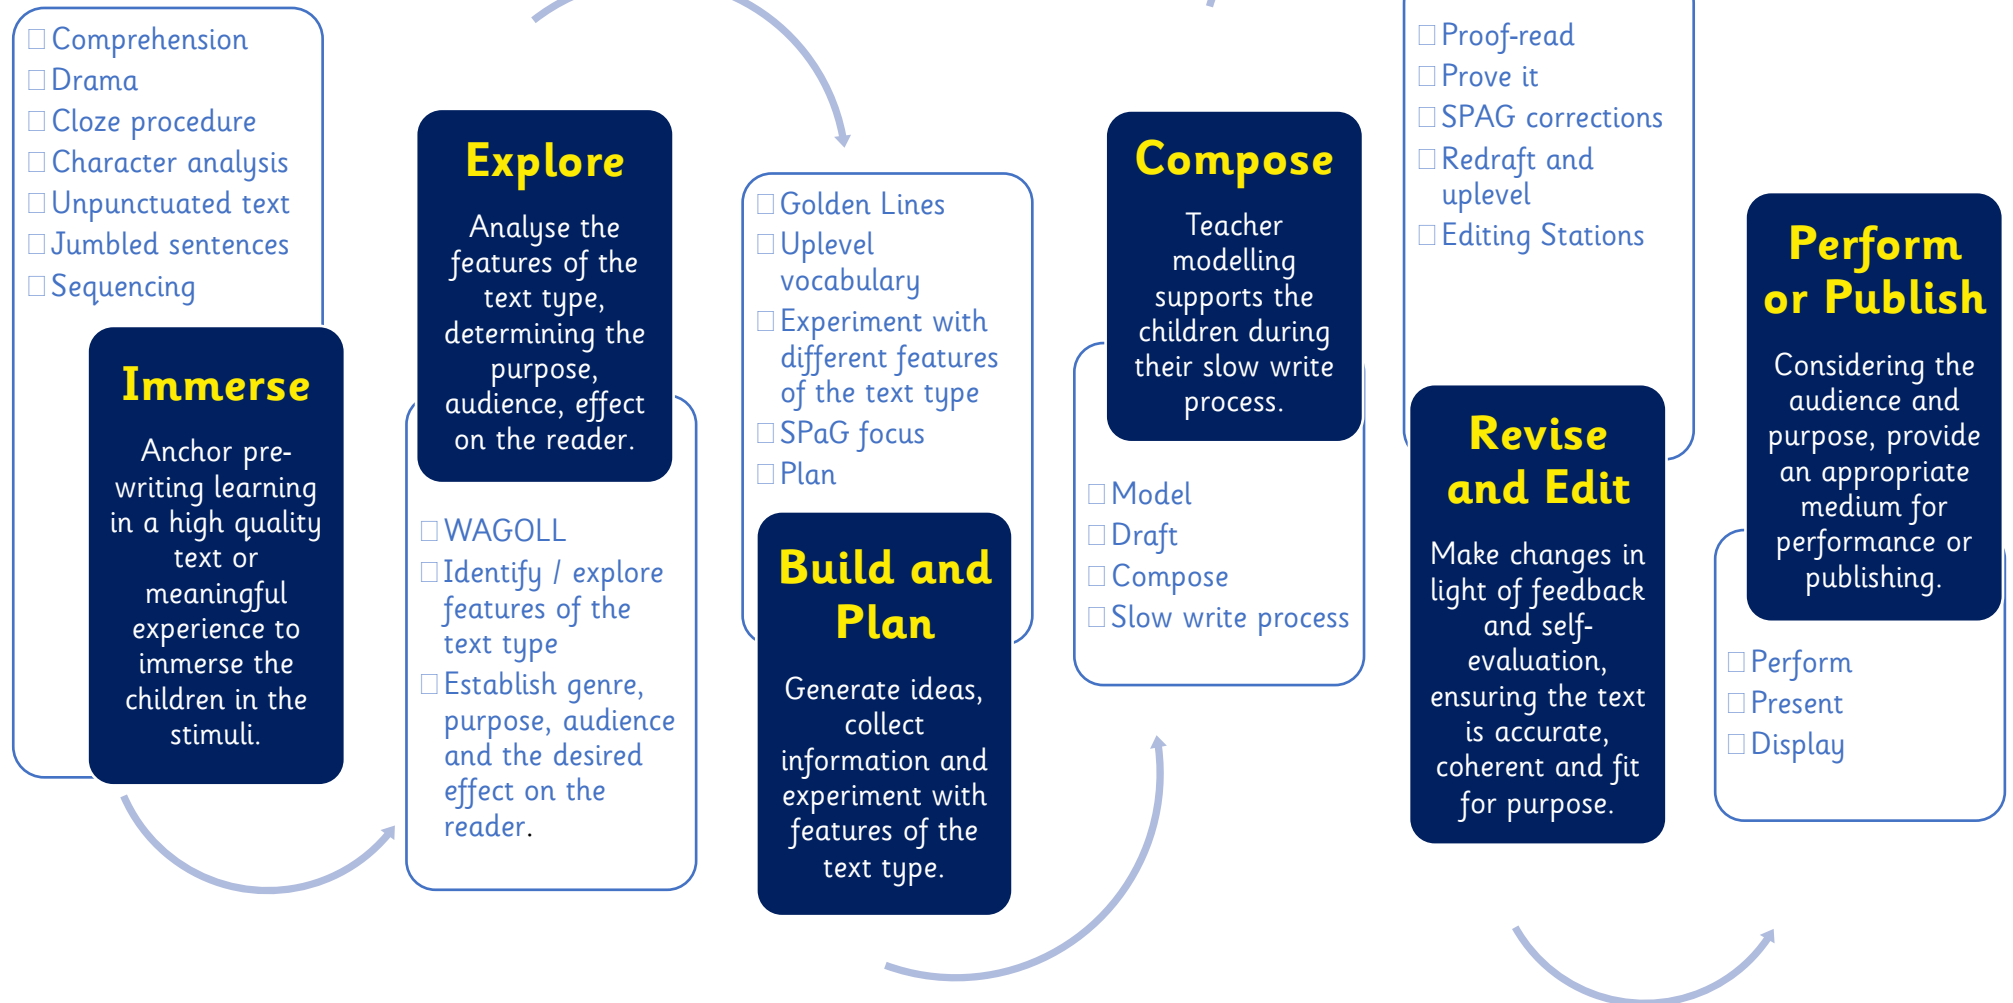 ☐ Comprehension
☐ Drama
☐ Cloze procedure
☐ Character analysis
☐ Unpunctuated text
☐ Jumbled sentences
☐ Sequencing
Immerse
Anchor pre-
writing learning
in a high quality
text or
meaningful
experience to
immerse the
children in the
stimuli.
Explore
Analyse the
features of the
text type,
determining the
purpose,
audience, effect
on the reader.
☐ WAGOLL
☐ Identify / explore
features of the
text type
☐ Establish genre,
purpose, audience
and the desired
effect on the
reader.
☐ Golden Lines
☐ Uplevel
vocabulary
☐ Experiment with
different features
of the text type
☐ SPaG focus
☐ Plan
Build and
Plan
Generate ideas,
collect
information and
experiment with
features of the
text type.
Compose
Teacher
modelling
supports the
children during
their slow write
process.
☐ Model
☐ Draft
☐ Compose
☐ Slow write process
☐ Proof-read
☐ Prove it
☐ SPAG corrections
☐ Redraft and
uplevel
☐ Editing Stations
Revise
and Edit
Make changes in
light of feedback
and self-
evaluation,
ensuring the text
is accurate,
coherent and fit
for purpose.
Perform
or Publish
Considering the
audience and
purpose, provide
an appropriate
medium for
performance or
publishing.
☐ Perform
☐ Present
☐ Display